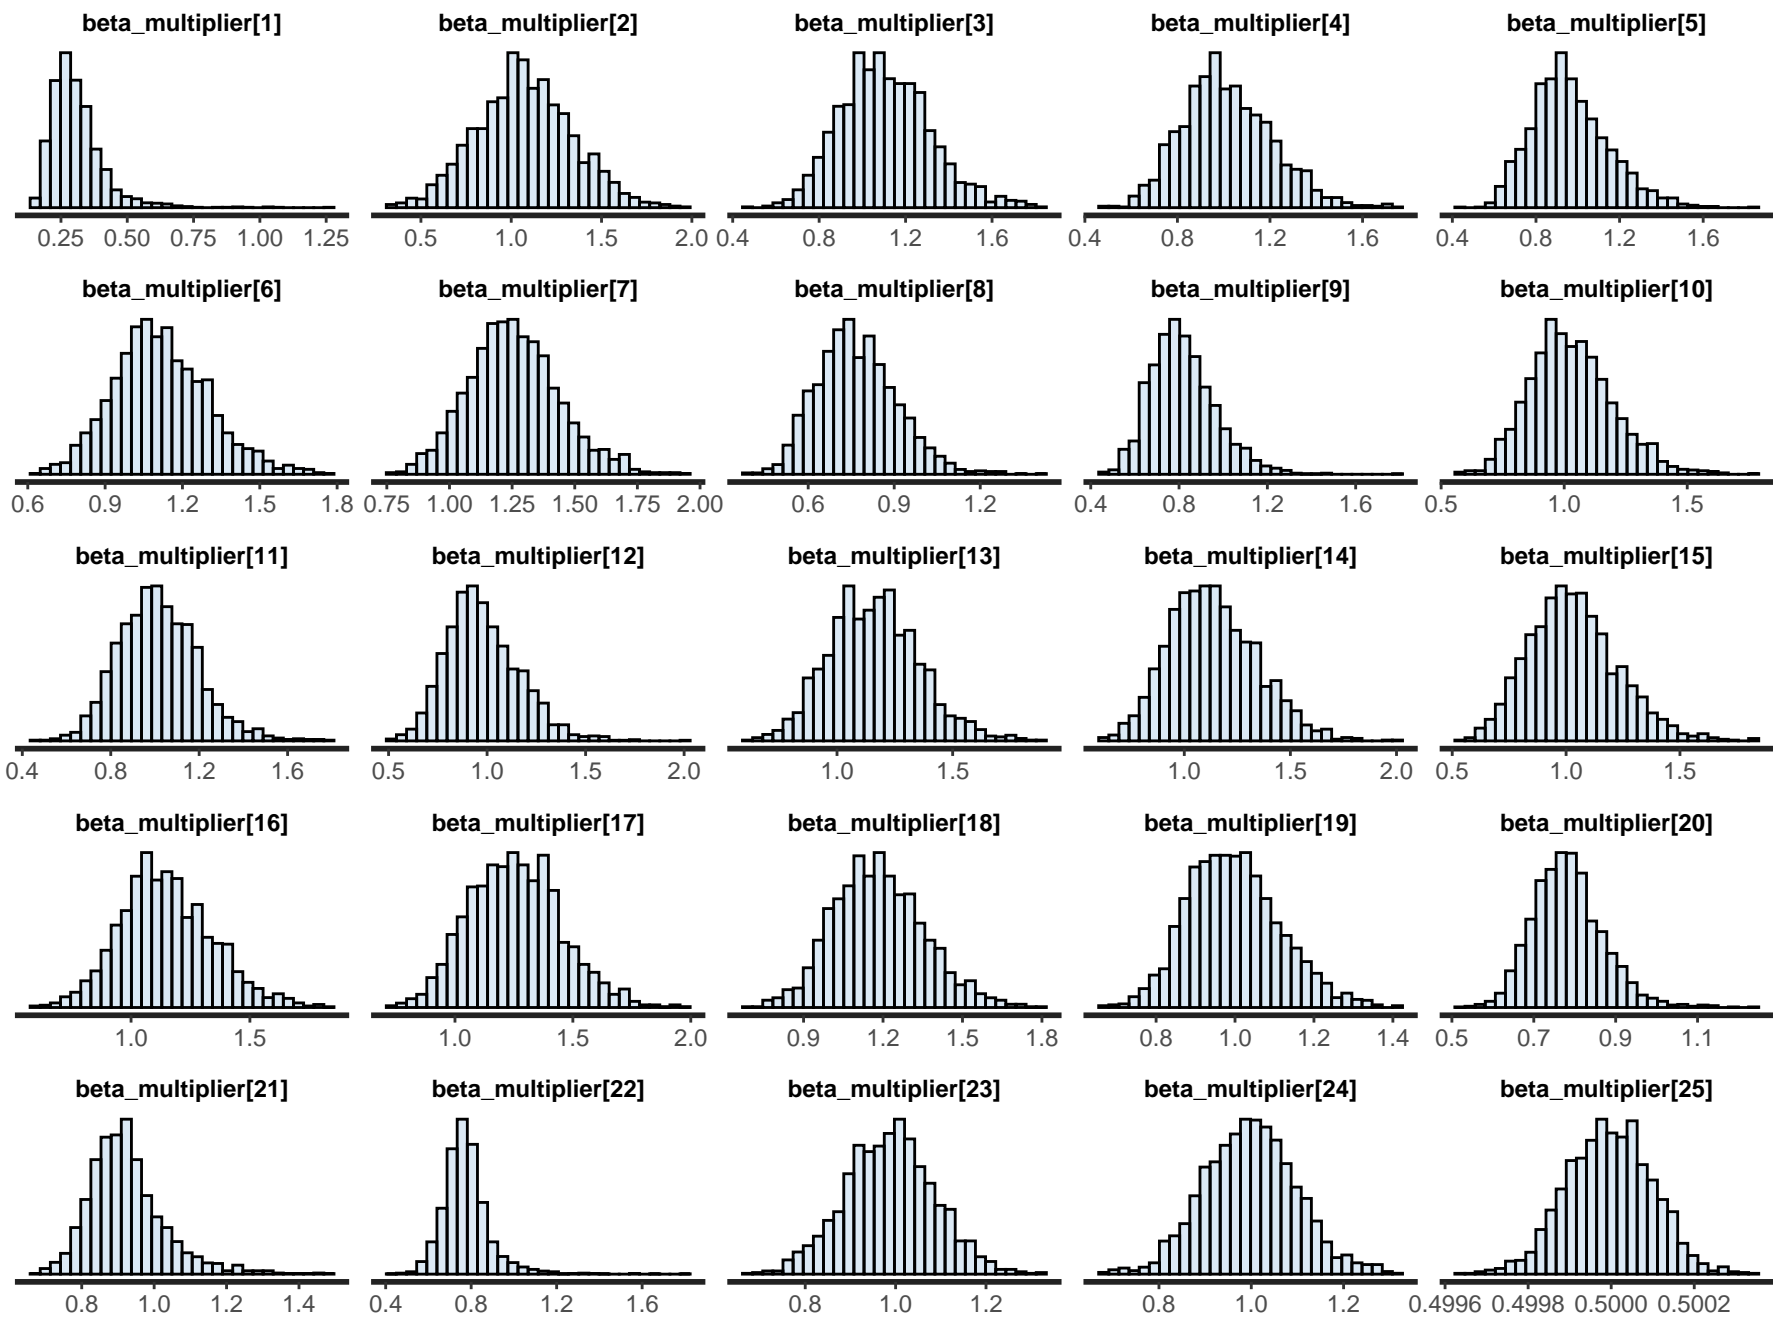 beta_multiplier[1] beta_multiplier[2] beta_multiplier[3] beta_multiplier[4] beta_multiplier[5]
0.25 0.50 0.75 1.00 1.25 0.5 1.0 1.5 2.0 0.4 0.8 1.2 1.6 0.4 0.8 1.2 1.6 0.4 0.8 1.2 1.6
beta_multiplier[6] beta_multiplier[7] beta_multiplier[8] beta_multiplier[9] beta_multiplier[10]
0.6 0.9 1.2 1.5 1.8 0.75 1.00 1.25 1.50 1.75 2.00 0.6 0.9 1.2 0.4 0.8 1.2 1.6 0.5 1.0 1.5
beta_multiplier[11] beta_multiplier[12] beta_multiplier[13] beta_multiplier[14] beta_multiplier[15]
0.4 0.8 1.2 1.6 0.5 1.0 1.5 2.0 1.0 1.5 1.0 1.5 2.0 0.5 1.0 1.5
beta_multiplier[16] beta_multiplier[17] beta_multiplier[18] beta_multiplier[19] beta_multiplier[20]
1.0 1.5 1.0 1.5 2.0 0.9 1.2 1.5 1.8 0.8 1.0 1.2 1.4 0.5 0.7 0.9 1.1
beta_multiplier[21] beta_multiplier[22] beta_multiplier[23] beta_multiplier[24] beta_multiplier[25]
0.8 1.0 1.2 1.4 0.4 0.8 1.2 1.6 0.8 1.0 1.2 0.8 1.0 1.2 0.4996 0.4998 0.5000 0.5002